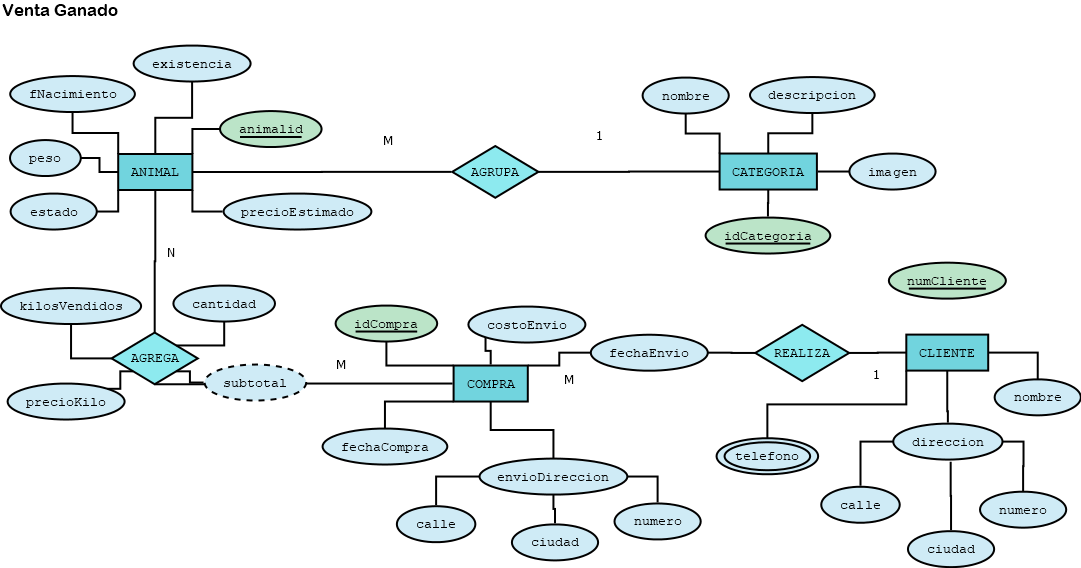 Venta Ganado
existencia
fNacimiento
nombre
descripcion
animalid
M
1
peso
ANIMAL
AGRUPA
CATEGORIA
imagen
estado
precioEstimado
idCategoria
N
numCliente
kilosVendidos
cantidad
idCompra
costoEnvio
AGREGA
fechaEnvio
REALIZA
CLIENTE
M
M
1
subtotal
COMPRA
precioKilo
nombre
fechaCompra
direccion
telefono
envioDireccion
calle
numero
calle
numero
ciudad
ciudad